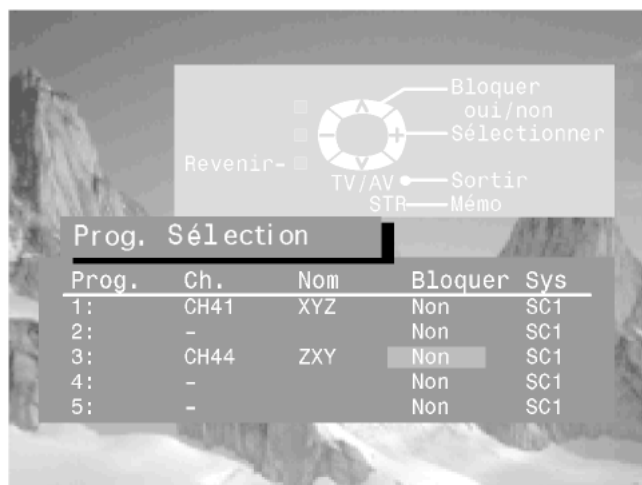 Bloquer
oui/non
Sélectionner
Revenir
TV/AV Sortir
STR Mémo
Prog. Sélection
Prog. Ch. Nom Bloquer Sys
1: CH41 XYZ Non SC1
2: – Non SC1
3: CH44 ZXY Non SC1
4: – Non SC1
5: – Non SC1